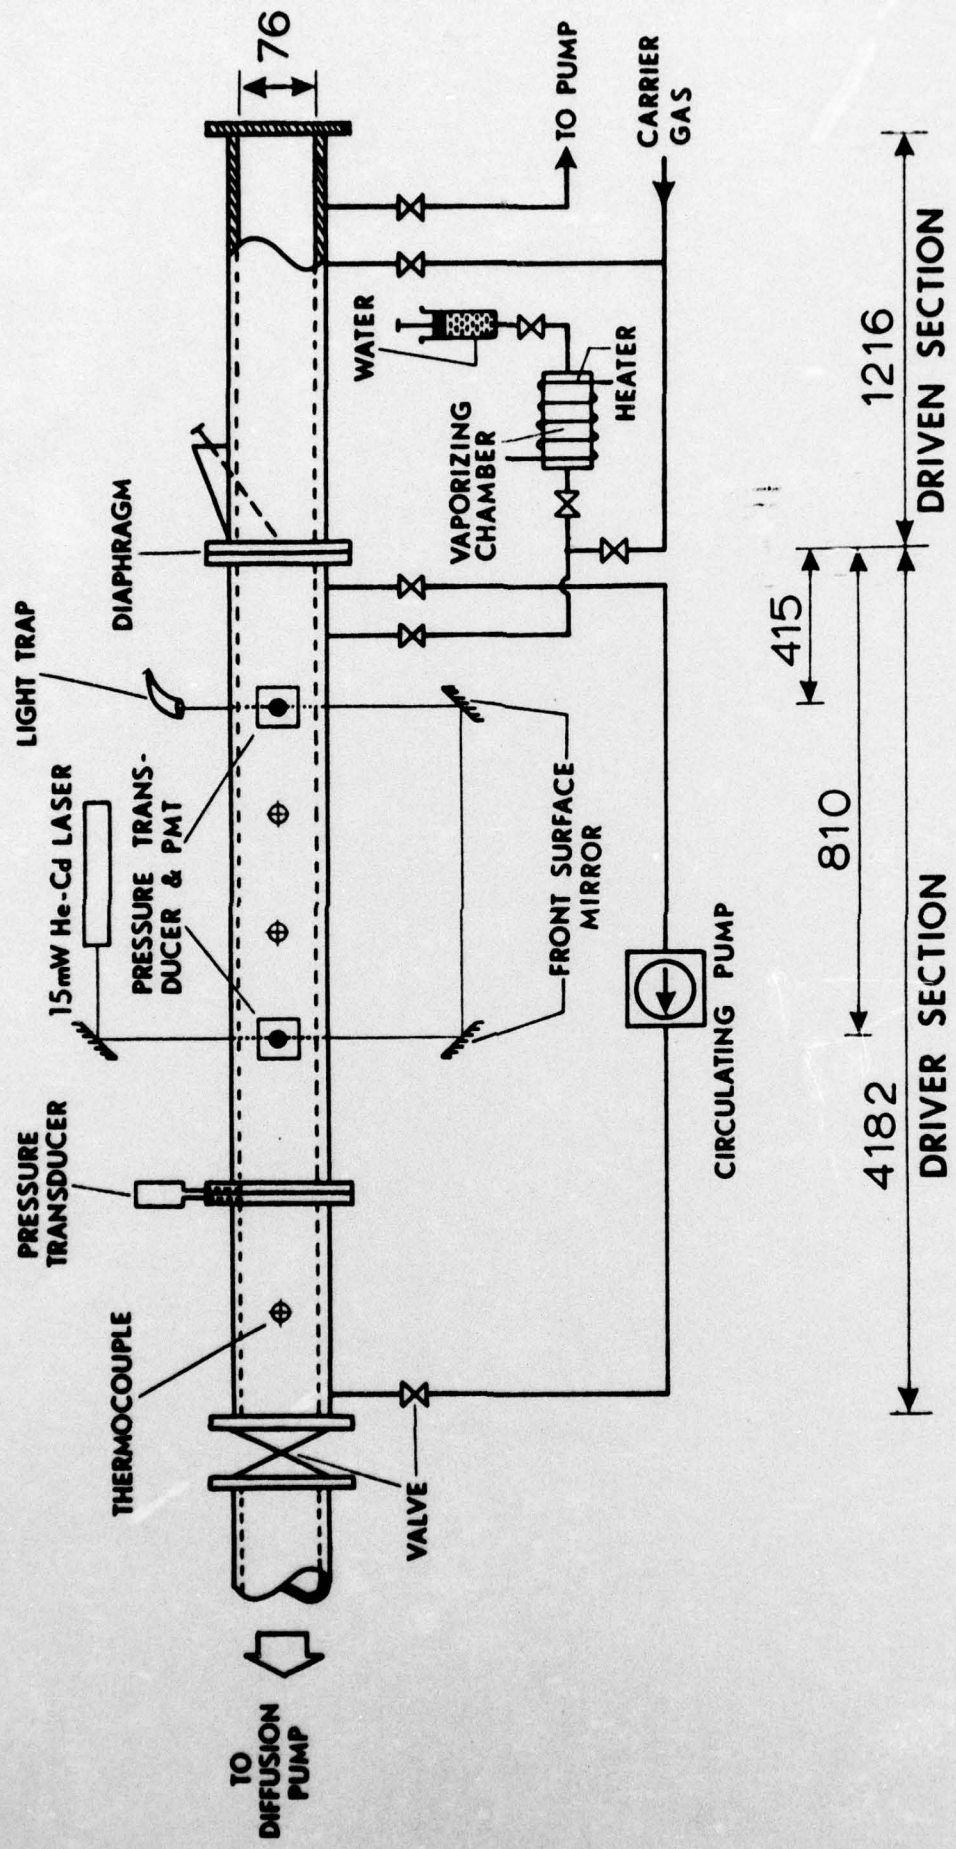 TO
DIFFUSION
PUMP
THERMOCOUPLE
VALVE
PRESSURE
TRANSDUCER
15mW He-Cd LASER
PRESSURE TRANS-
DUCER & PMT
LIGHT TRAP
DIAPHRAGM
76
FRONT SURFACE
MIRROR
CIRCULATING PUMP
WATER
VAPORIZING
CHAMBER
HEATER
TO PUMP
CARRIER
GAS
415
810
4182
1216
DRIVER SECTION
DRIVEN SECTION